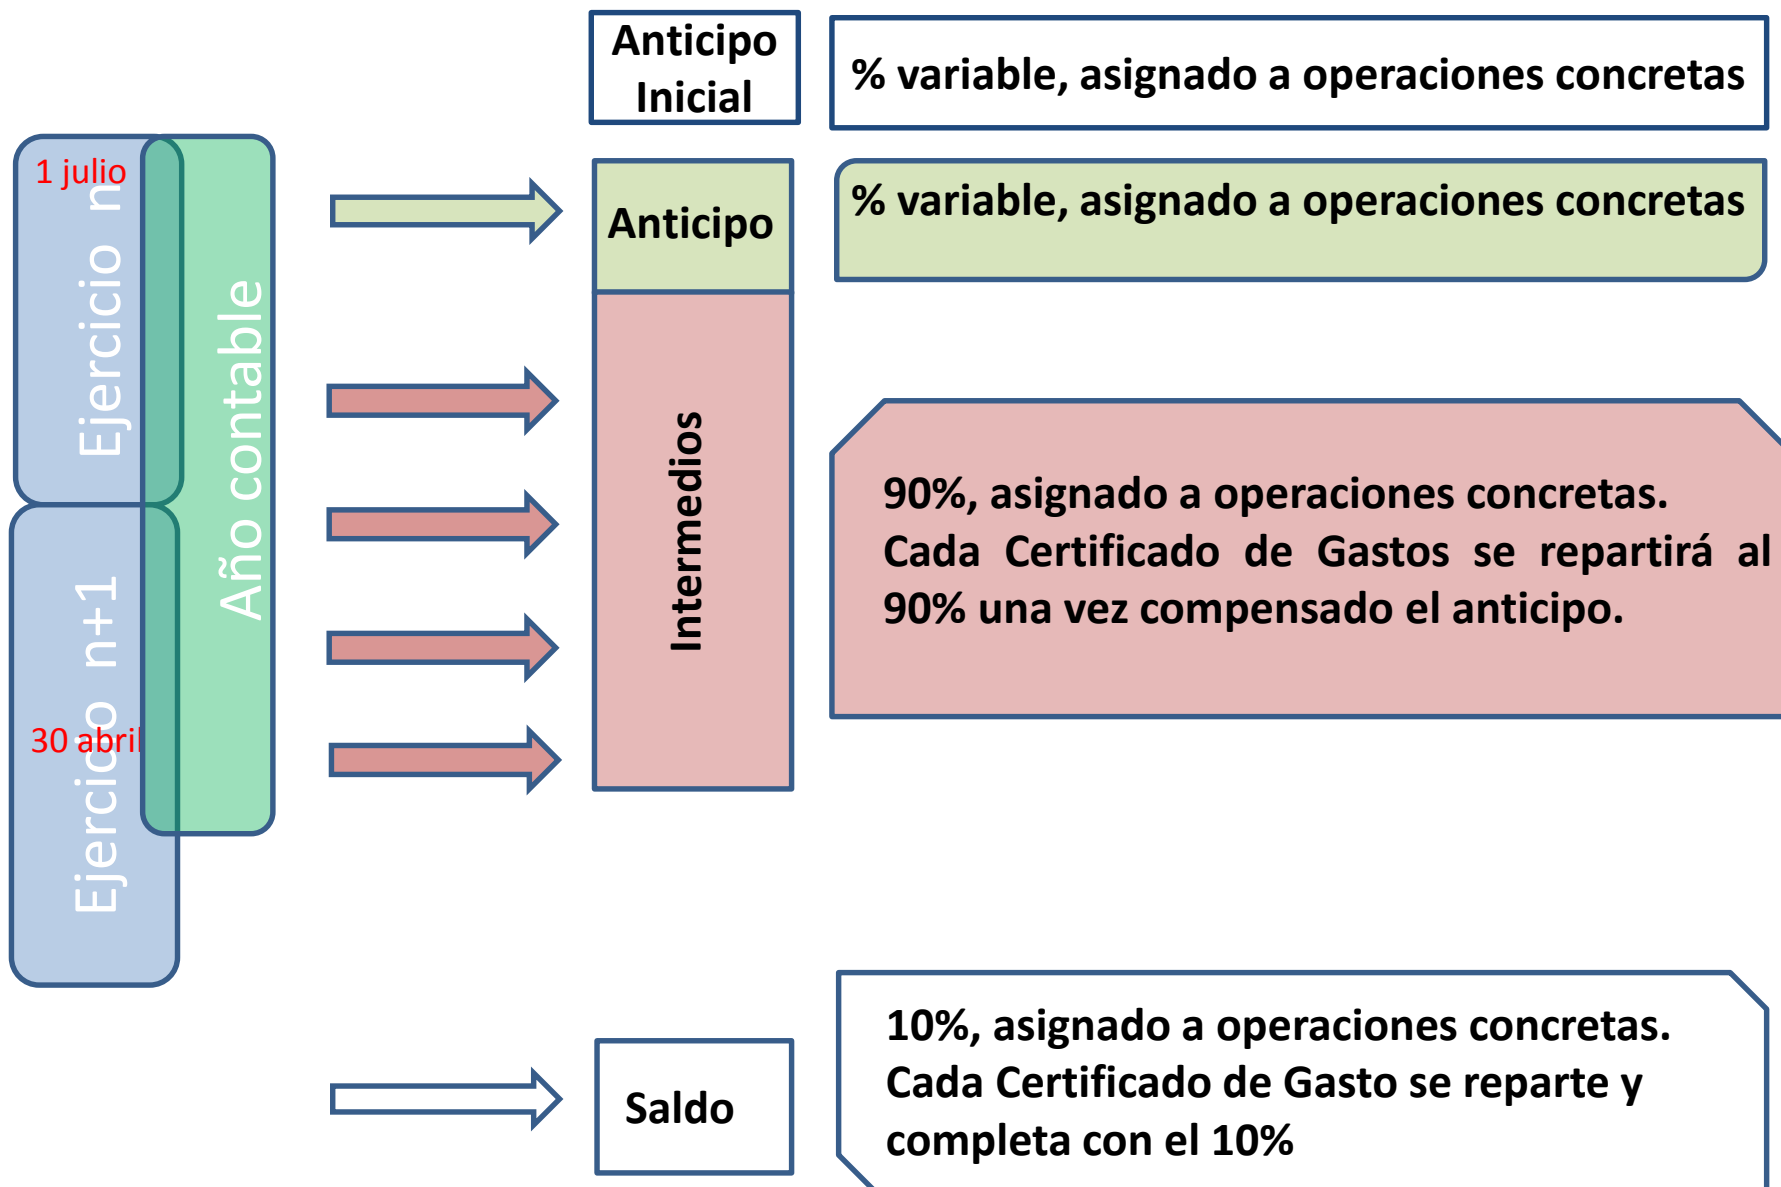 Anticipo
Inicial
% variable, asignado a operaciones concretas
1 julio
Ejercicio n
Año contable
Anticipo
% variable, asignado a operaciones concretas
Intermedios
90%, asignado a operaciones concretas.
Cada Certificado de Gastos se repartirá al
90% una vez compensado el anticipo.
Ejercicio n+1
30 abril
Saldo
10%, asignado a operaciones concretas.
Cada Certificado de Gasto se reparte y
completa con el 10%